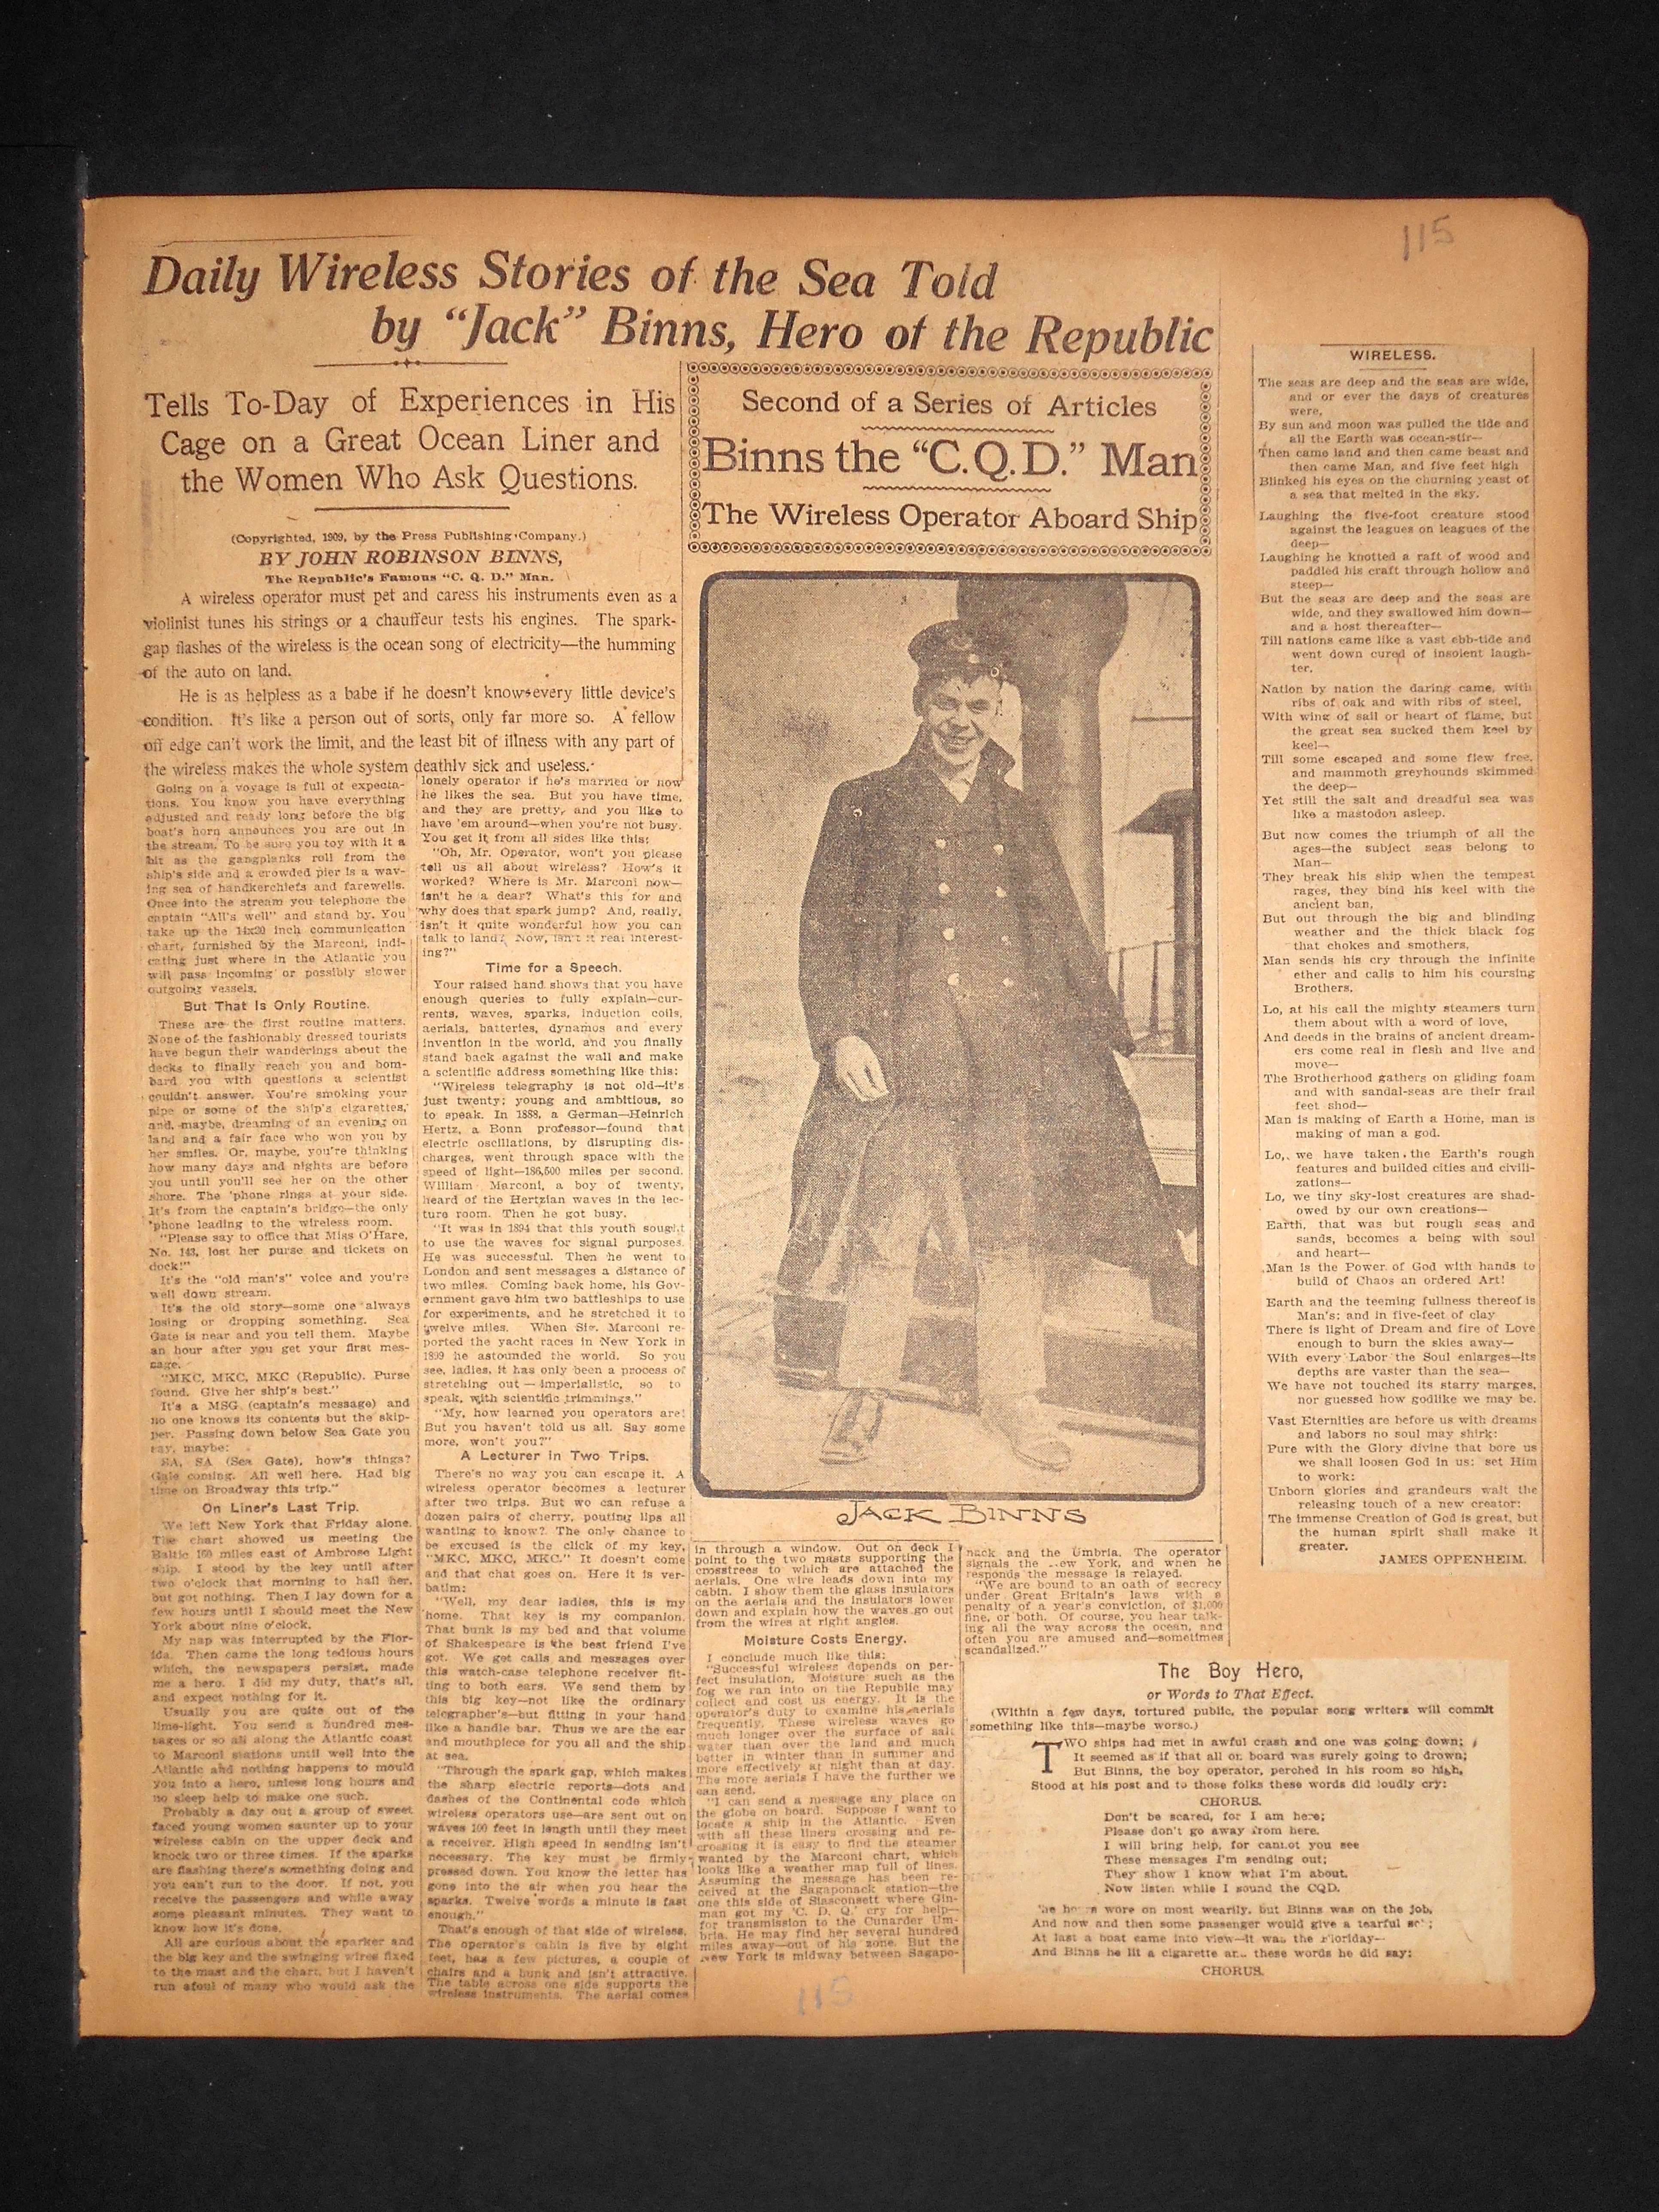 115
Daily Wireless Stories of the Sea Told
by "Jack" Binns, Hero of the Republic
Tells To-Day of Experiences in His
Cage on a Great Ocean Liner and
the Women Who Ask Questions.
(Copyrighted, 1909, by the Press Publishing Company.)
BY JOHN ROBINSON BINNS,
The Republic's Famous "C. Q. D." Man.
A wireless operator must pet and caress his instruments even as a
violinist tunes his strings or a chauffeur tests his engines. The spark-
gap flashes of the wireless is the ocean song of electricity—the humming
of the auto on land.
He is as helpless as a babe if he doesn't know every little device's
condition. It's like a person out of sorts, only far more so. A fellow
off edge can't work the limit, and the least bit of illness with any part of
the wireless makes the whole system deathly sick and useless.
Going on a voyage is full of expecta-
tions. You know you have everything
adjusted and ready long before the big
boat's horn announces you are out in
the stream. To be sure you toy with it a
bit as the gangplanks roll from the
ship's side and a crowded pier is a wav-
ing sea of handkerchiefs and farewells.
Once into the stream you telephone the
captain "All's well" and stand by. You
take up the 14x20 inch communication
chart, furnished by the Marconi, indi-
cating just where in the Atlantic you
will pass incoming or possibly slower
outgoing vessels.
But That Is Only Routine.
These are the first routine matters.
None of the fashionably dressed tourists
have begun their wanderings about the
decks to finally reach you and bom-
bard you with questions a scientist
couldn't answer. You're smoking your
pipe or some of the ship's cigarettes,
and, maybe, dreaming of an evening on
land and a fair face who won you by
her smiles. Or, maybe, you're thinking
how many days and nights are before
you until you'll see her on the other
shore. The 'phone rings at your side.
It's from the captain's bridge—the only
'phone leading to the wireless room.
"Please say to office that Miss O'Hare,
No. 143, lost her purse and tickets on
dock!"
It's the "old man's" voice and you're
well down stream.
It's the old story—some one always
losing or dropping something. Sea
Gate is near and you tell them. Maybe
an hour after you get your first mes-
sage.
"MKC, MKC, MKC (Republic). Purse
found. Give her ship's best."
It's a MSG (captain's message) and
no one knows its contents but the skip-
per. Passing down below Sea Gate you
say, maybe:
SA, SA (Sea Gate), how's things?
Gale coming. All well here. Had big
time on Broadway this trip."
On Liner's Last Trip.
We left New York that Friday alone.
The chart showed us meeting the
Baltic 160 miles east of Ambrose Light
ship. I stood by the key until after
two o'clock that morning to hail her,
but got nothing. Then I lay down for a
few hours until I should meet the New
York about nine o'clock.
My nap was interrupted by the Flor-
ida. Then came the long tedious hours
which, the newspapers persist, made
me a hero. I did my duty, that's all,
and expect nothing for it.
Usually you are quite out of the
lime-light. You send a hundred mes-
sages or so all along the Atlantic coast
to Marconi stations until well into the
Atlantic and nothing happens to mould
you into a hero, unless long hours and
no sleep help to make one such.
Probably a day out a group of sweet
faced young women saunter up to your
wireless cabin on the upper deck and
knock two or three times. If the sparks
are flashing there's something doing and
you can't run to the door. If not, you
receive the passengers and while away
some pleasant minutes. They want to
know how it's done.
All are curious about the sparker and
the big key and the swinging wires fixed
to the mast and the chart, but I haven't
run afoul of many who would ask the
lonely operator if he's married or how
he likes the sea. But you have time,
and they are pretty, and you like to
have 'em around—when you're not busy.
You get it from all sides like this:
"Oh, Mr. Operator, won't you please
tell us all about wireless? How's it
worked? Where is Mr. Marconi now—
isn't he a dear? What's this for and
why does that spark jump? And, really,
isn't it quite wonderful how you can
talk to land? Now, isn't it real interest-
ing?"
Time for a Speech.
Your raised hand shows that you have
enough queries to fully explain—cur-
rents, waves, sparks, induction coils,
aerials, batteries, dynamos and every
invention in the world, and you finally
stand back against the wall and make
a scientific address something like this:
"Wireless telegraphy is not old—it's
just twenty; young and ambitious, so
to speak. In 1888, a German—Heinrich
Hertz, a Bonn professor—found that
electric oscillations, by disrupting dis-
charges, went through space with the
speed of light—186,500 miles per second.
William Marconi, a boy of twenty,
heard of the Hertzian waves in the lec-
ture room. Then he got busy.
"It was in 1894 that this youth sought
to use the waves for signal purposes.
He was successful. Then he went to
London and sent messages a distance of
two miles. Coming back home, his Gov-
ernment gave him two battleships to use
for experiments, and he stretched it to
twelve miles. When Sig. Marconi re-
ported the yacht races in New York in
1899 he astounded the world. So you
see, ladies, it has only been a process of
stretching out—imperialistic, so to
speak, with scientific trimmings."
"My, how learned you operators are!
But you haven't told us all. Say some
more, won't you?"
A Lecturer in Two Trips.
There's no way you can escape it. A
wireless operator becomes a lecturer
after two trips. But wo can refuse a
dozen pairs of cherry, pouting lips all
wanting to know? The only chance to
be excused is the click of my key,
"MKC, MKC, MKC." It doesn't come
and that chat goes on. Here it is ver-
batim:
"Well, my dear ladies, this is my
home. That key is my companion.
That bunk is my bed and that volume
of Shakespeare is the best friend I've
got. We get calls and messages over
this watch-case telephone receiver fit-
ting to both ears. We send them by
this big key—not like the ordinary
telegrapher's—but fitting in your hand
like a handle bar. Thus we are the ear
and mouthpiece for you all and the ship
at sea.
"Through the spark gap, which makes
the sharp electric reports—dots and
dashes of the Continental code which
wireless operators use—are sent out on
waves 100 feet in length until they meet
a receiver. High speed in sending isn't
necessary. The key must be firmly
pressed down. You know the letter has
gone into the air when you hear the
sparks. Twelve words a minute is fast
enough."
That's enough of that side of wireless.
The operator's cabin is five by eight
feet, has a few pictures, a couple of
chairs and a bunk and isn't attractive.
The table across one side supports the
wireless instruments. The aerial comes
Second of a Series of Articles
Binns the "C.Q.D." Man
The Wireless Operator Aboard Ship
JACK BINNS
in through a window. Out on deck I
point to the two masts supporting the
crosstrees to which are attached the
aerials. One wire leads down into my
cabin. I show them the glass insulators
on the aerials and the insulators lower
down and explain how the waves go out
from the wires at right angles.
Moisture Costs Energy.
I conclude much like this:
"Successful wireless depends on per-
fect insulation. Moisture such as the
fog we ran into on the Republic may
collect and cost us energy. It is the
operator's duty to examine his aerials
frequently. These wireless waves go
much longer over the surface of salt
water than over the land and much
better in winter than in summer and
more effectively at night than at day.
The more aerials I have the further we
can send.
"I can send a message any place on
the globe on board. Suppose I want to
locate a ship in the Atlantic. Even
with all these liners crossing and re-
crossing it is easy to find the steamer
wanted by the Marconi chart, which
looks like a weather map full of lines.
Assuming the message has been re-
ceived at the Sagaponack station—the
one this side of Siasconsett where Gin-
man got my 'C. D. Q.' cry for help—
for transmission to the Cunarder Um-
bria. He may find her several hundred
miles away—out of his zone. But the
New York is midway between Sagapo-
nack and the Umbria. The operator
signals the New York, and when he
responds the message is relayed.
"We are bound to an oath of secrecy
under Great Britain's laws with a
penalty of a year's conviction, of $1,000
fine, or both. Of course, you hear talk-
ing all the way across the ocean, and
often you are amused and—sometimes
scandalized."
WIRELESS.
The seas are deep and the seas are wide,
and or ever the days of creatures
were,
By sun and moon was pulled the tide and
all the Earth was ocean-stir—
Then came land and then came beast and
then came Man, and five feet high
Blinked his eyes on the churning yeast of
a sea that melted in the sky.
Laughing the five-foot creature stood
against the leagues on leagues of the
deep—
Laughing he knotted a raft of wood and
paddled his craft through hollow and
steep—
But the seas are deep and the seas are
wide, and they swallowed him down—
and a host thereafter—
Till nations came like a vast ebb-tide and
went down cured of insolent laugh-
ter.
Nation by nation the daring came, with
ribs of oak and with ribs of steel,
With wing of sail or heart of flame, but
the great sea sucked them keel by
keel—
Till some escaped and some flew free,
and mammoth greyhounds skimmed
the deep—
Yet still the salt and dreadful sea was
like a mastodon asleep.
But now comes the triumph of all the
ages—the subject seas belong to
Man—
They break his ship when the tempest
rages, they bind his keel with the
ancient ban,
But out through the big and blinding
weather and the thick black fog
that chokes and smothers,
Man sends his cry through the infinite
ether and calls to him his coursing
Brothers.
Lo, at his call the mighty steamers turn
them about with a word of love,
And deeds in the brains of ancient dream-
ers come real in flesh and live and
move—
The Brotherhood gathers on gliding foam
and with sandal-seas are their frail
feet shod—
Man is making of Earth a Home, man is
making of man a god.
Lo, we have taken the Earth's rough
features and builded cities and civili-
zations—
Lo, we tiny sky-lost creatures are shad-
owed by our own creations—
Earth, that was but rough seas and
sands, becomes a being with soul
and heart—
Man is the Power of God with hands to
build of Chaos an ordered Art!
Earth and the teeming fullness thereof is
Man's: and in five-feet of clay
There is light of Dream and fire of Love
enough to burn the skies away—
With every Labor the Soul enlarges—its
depths are vaster than the sea—
We have not touched its starry marges,
nor guessed how godlike we may be.
Vast Eternities are before us with dreams
and labors no soul may shirk:
Pure with the Glory divine that bore us
we shall loosen God in us: set Him
to work:
Unborn glories and grandeurs wait the
releasing touch of a new creator:
The immense Creation of God is great, but
the human spirit shall make it
greater.
JAMES OPPENHEIM.
The Boy Hero,
or Words to That Effect.
(Within a few days, tortured public, the popular song writers will commit
something like this—maybe worse.)
TWO ships had met in awful crash and one was going down;
It seemed as if that all on board was surely going to drown;
But Binns, the boy operator, perched in his room so high,
Stood at his post and to those folks these words did loudly cry:
CHORUS.
Don't be scared, for I am here;
Please don't go away from here.
I will bring help, for cannot you see
These messages I'm sending out;
They show I know what I'm about.
Now listen while I sound the CQD.
he wore on most wearily, but Binns was on the job,
And now and then some passenger would give a tearful
At last a boat came into view—it was the Floriday—
And Binns he lit a cigarette an these words he did say:
CHORUS.
115